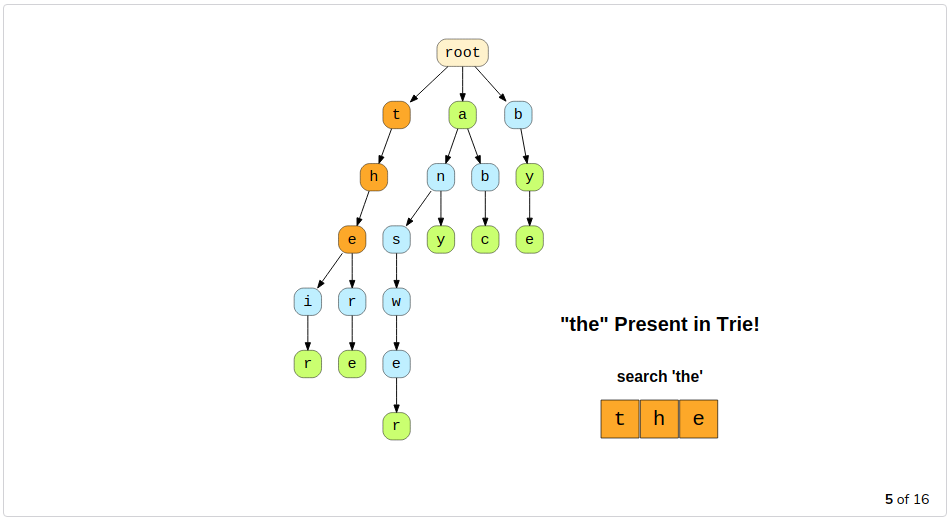 root
t a b
h n b y
e s y c e
i r w
"the" Present in Trie!
r e e
search 'the'
t h e
r
5 of 16